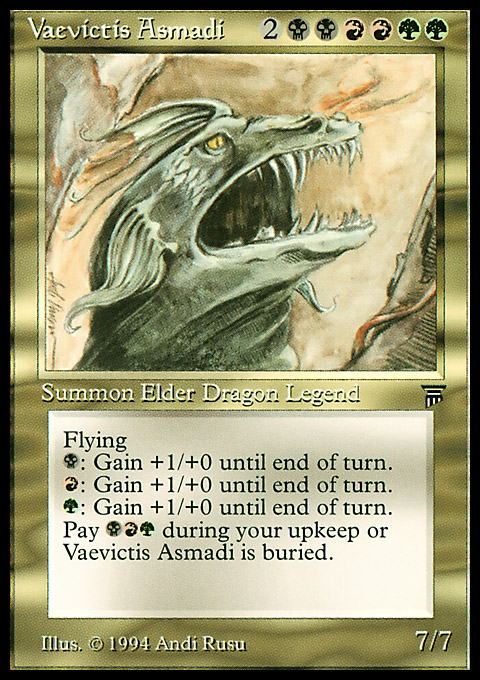 Vaevictis Asmadi 2
Summon Elder Dragon Legend
Flying
: Gain +1/+0 until end of turn.
: Gain +1/+0 until end of turn.
: Gain +1/+0 until end of turn.
Pay during your upkeep or
Vaevictis Asmadi is buried.
Illus. © 1994 Andi Rusu 7/7